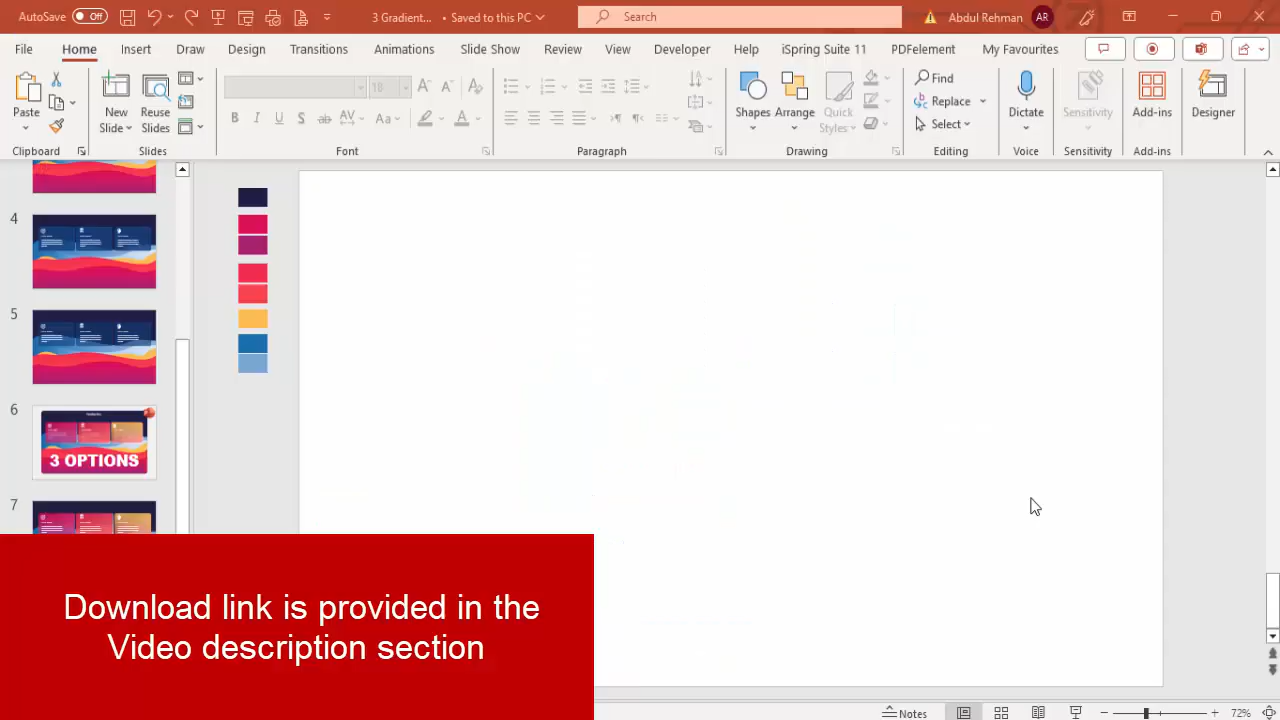 AutoSave Off 3 Gradient... • Saved to this PC Search Abdul Rehman AR
File Home Insert Draw Design Transitions Animations Slide Show Review View Developer Help iSpring Suite 11 PDFelement My Favourites
Paste New Slide Reuse Slides Shapes Arrange Quick Styles Find Replace Select Dictate Sensitivity Add-ins Designer
Clipboard Slides Font Paragraph Drawing Editing Voice Sensitivity Add-ins
4
5
6
3 OPTIONS
7
Download link is provided in the
Video description section
Notes 72%